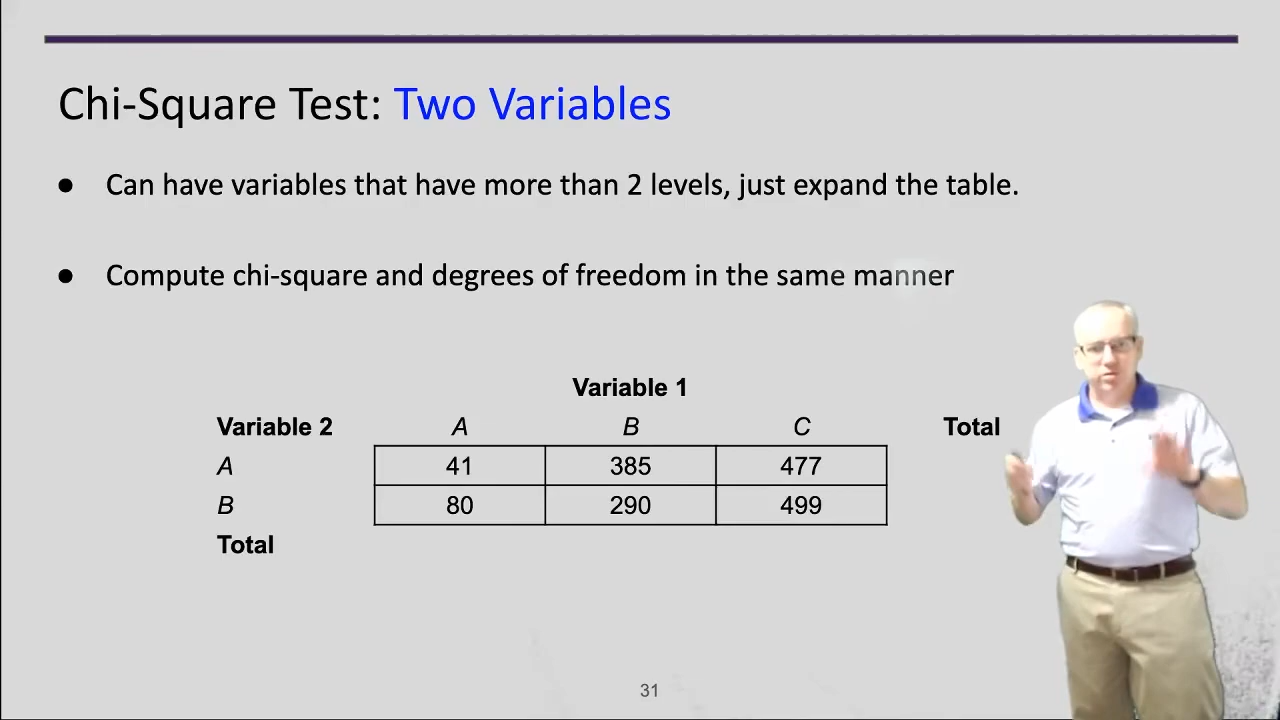 Chi-Square Test: Two Variables
● Can have variables that have more than 2 levels, just expand the table.
● Compute chi-square and degrees of freedom in the same manner
Variable 1
Variable 2 A B C Total
A 41 385 477
B 80 290 499
Total
31